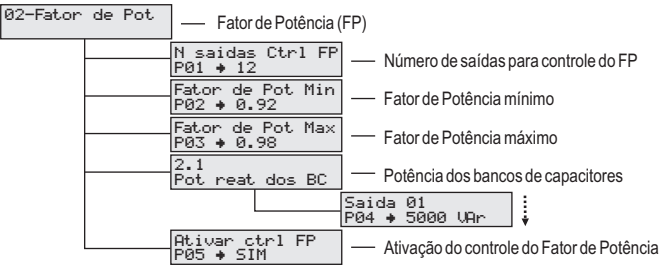 02-Fator de Pot
Fator de Potência (FP)
N saidas Ctrl FP
P01 → 12
Número de saídas para controle do FP
Fator de Pot Min
P02 → 0.92
Fator de Potência mínimo
Fator de Pot Max
P03 → 0.98
Fator de Potência máximo
2.1
Pot reat dos BC
Potência dos bancos de capacitores
Saida 01
P04 → 5000 VAr
Ativar ctrl FP
P05 → SIM
Ativação do controle do Fator de Potência